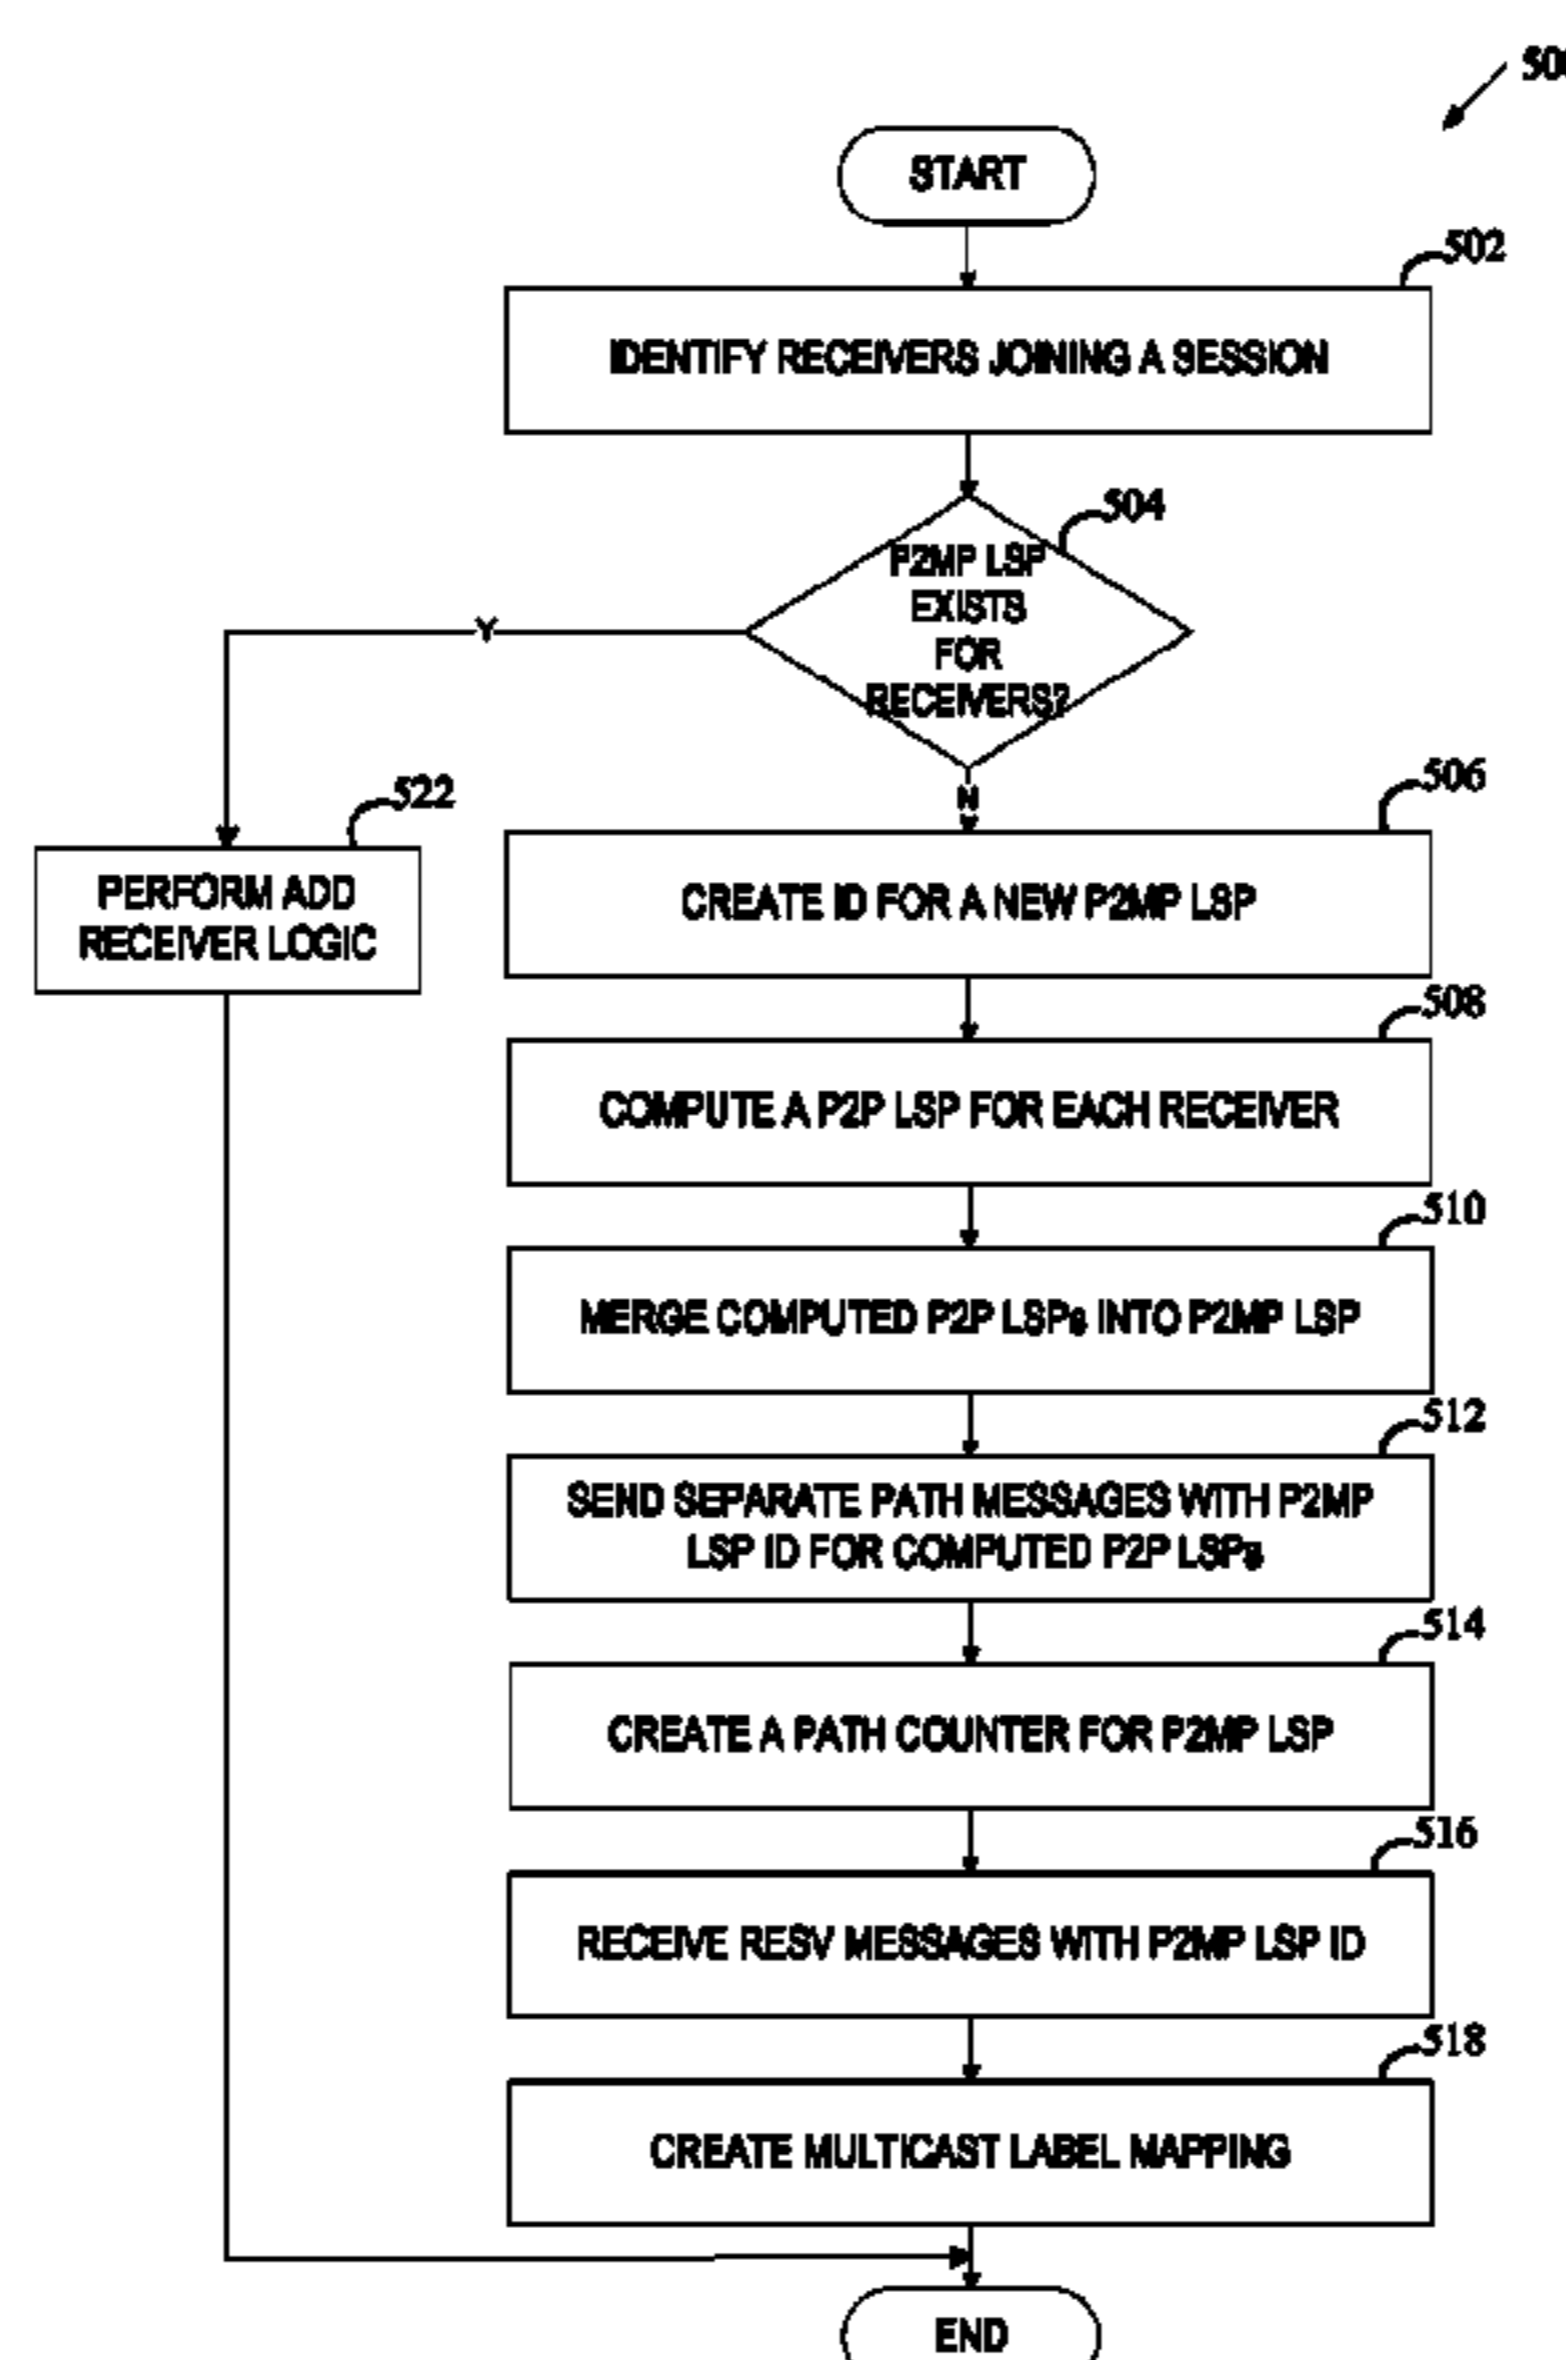 START
502
IDENTIFY RECEIVERS JOINING A SESSION
504
P2MP LSP
EXISTS
FOR
RECEIVERS?
Y
N
522
PERFORM ADD
RECEIVER LOGIC
506
CREATE ID FOR A NEW P2MP LSP
508
COMPUTE A P2P LSP FOR EACH RECEIVER
510
MERGE COMPUTED P2P LSPs INTO P2MP LSP
512
SEND SEPARATE PATH MESSAGES WITH P2MP
LSP ID FOR COMPUTED P2P LSPs
514
CREATE A PATH COUNTER FOR P2MP LSP
516
RECEIVE RESV MESSAGES WITH P2MP LSP ID
518
CREATE MULTICAST LABEL MAPPING
END